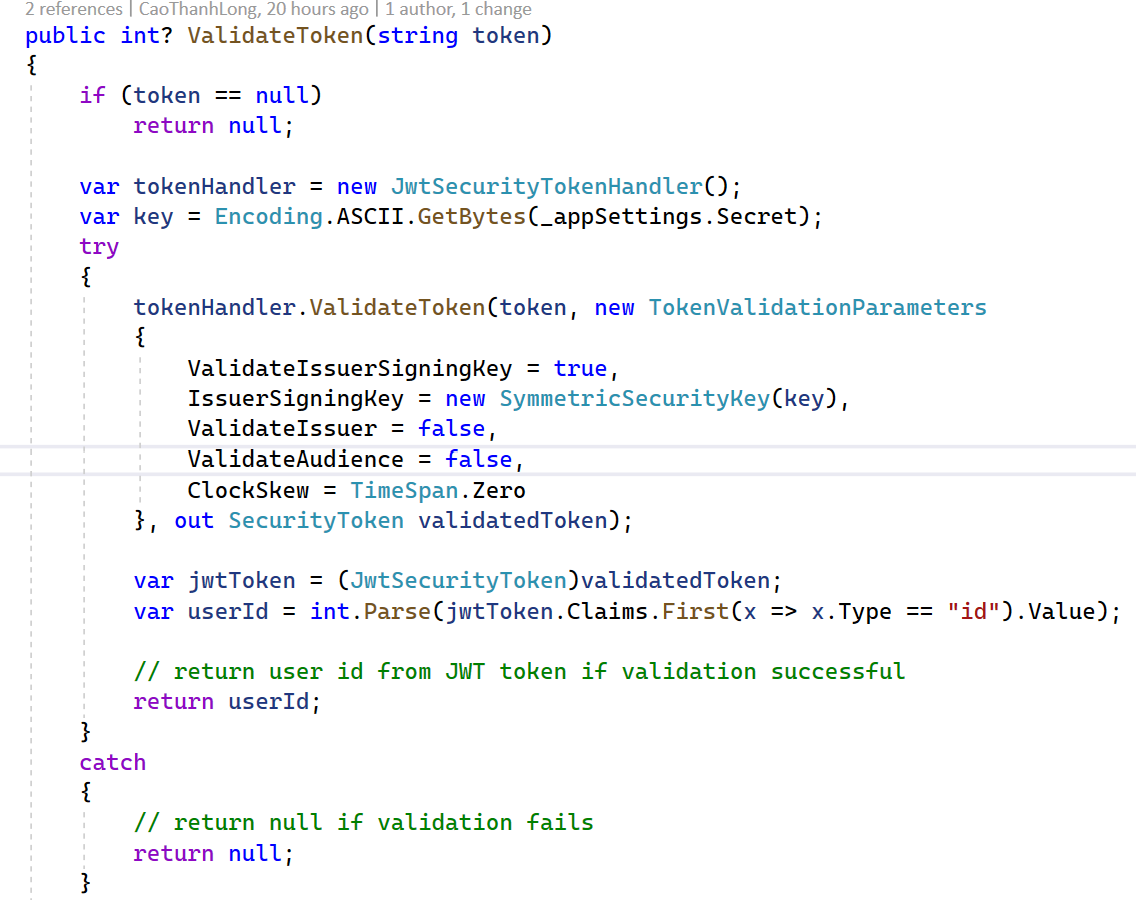 2 references | CaoThanhLong, 20 hours ago | 1 author, 1 change
public int? ValidateToken(string token)
{
if (token == null)
return null;
var tokenHandler = new JwtSecurityTokenHandler();
var key = Encoding.ASCII.GetBytes(_appSettings.Secret);
try
{
tokenHandler.ValidateToken(token, new TokenValidationParameters
{
ValidateIssuerSigningKey = true,
IssuerSigningKey = new SymmetricSecurityKey(key),
ValidateIssuer = false,
ValidateAudience = false,
ClockSkew = TimeSpan.Zero
}, out SecurityToken validatedToken);
var jwtToken = (JwtSecurityToken)validatedToken;
var userId = int.Parse(jwtToken.Claims.First(x => x.Type == "id").Value);
// return user id from JWT token if validation successful
return userId;
}
catch
{
// return null if validation fails
return null;
}